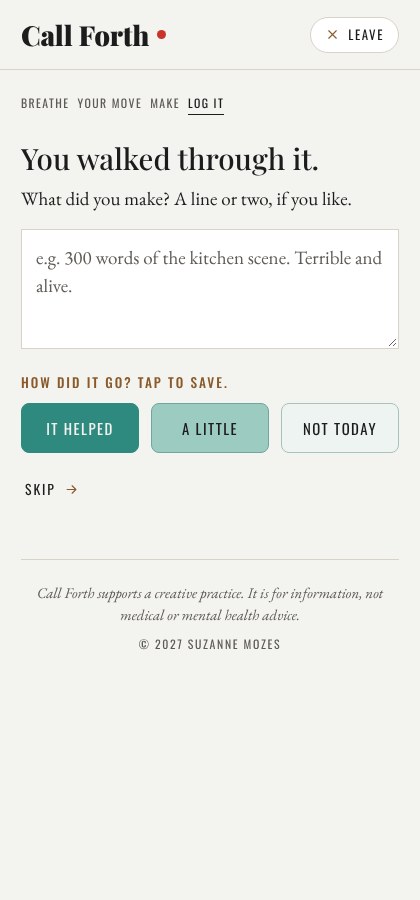 Call Forth
× LEAVE
BREATHE YOUR MOVE MAKE LOG IT
You walked through it.
What did you make? A line or two, if you like.
e.g. 300 words of the kitchen scene. Terrible and
alive.
HOW DID IT GO? TAP TO SAVE.
IT HELPED A LITTLE NOT TODAY
SKIP →
Call Forth supports a creative practice. It is for information, not
medical or mental health advice.
© 2027 SUZANNE MOZES